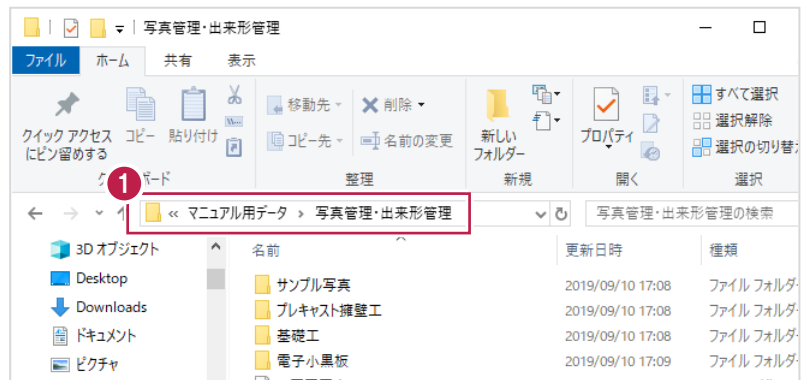 写真管理・出来形管理
ファイル ホーム 共有 表示
クイック アクセス
にピン留めする
コピー
貼り付け
移動先
コピー先
削除
名前の変更
新しい
フォルダー
プロパティ
すべて選択
選択解除
選択の切り替
1
ボード 整理 新規 開く 選択
« マニュアル用データ › 写真管理・出来形管理
写真管理・出来形管理の検索
3D オブジェクト
Desktop
Downloads
ドキュメント
ピクチャ
名前 更新日時 種類
サンプル写真 2019/09/10 17:08 ファイル フォルダー
プレキャスト擁壁工 2019/09/10 17:08 ファイル フォルダー
基礎工 2019/09/10 17:08 ファイル フォルダー
電子小黒板 2019/09/10 17:09 ファイル フォルダー